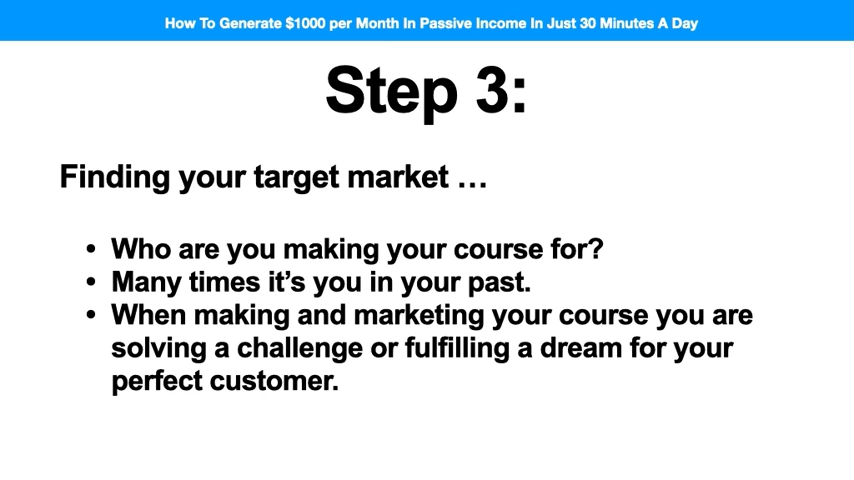 How To Generate $1000 per Month In Passive Income In Just 30 Minutes A Day
Step 3:
Finding your target market …
• Who are you making your course for?
• Many times it’s you in your past.
• When making and marketing your course you are
solving a challenge or fulfilling a dream for your
perfect customer.